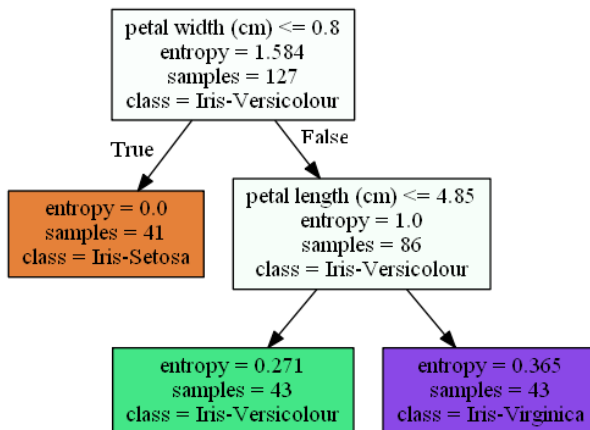 petal width (cm) <= 0.8
entropy = 1.584
samples = 127
class = Iris-Versicolour
True
False
entropy = 0.0
samples = 41
class = Iris-Setosa
petal length (cm) <= 4.85
entropy = 1.0
samples = 86
class = Iris-Versicolour
entropy = 0.271
samples = 43
class = Iris-Versicolour
entropy = 0.365
samples = 43
class = Iris-Virginica